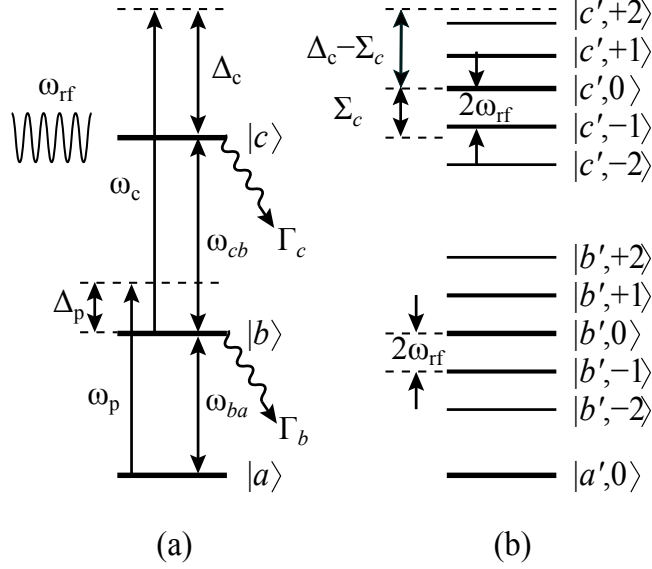 ω_rf
Δ_c
|c⟩
ω_c
ω_cb
Γ_c
Δ_p
|b⟩
ω_p
ω_ba
Γ_b
|a⟩
(a)
|c′,+2⟩
Δ_c−Σ_c
|c′,+1⟩
|c′,0⟩
2ω_rf
Σ_c
|c′,−1⟩
|c′,−2⟩
|b′,+2⟩
|b′,+1⟩
|b′,0⟩
2ω_rf
|b′,−1⟩
|b′,−2⟩
|a′,0⟩
(b)